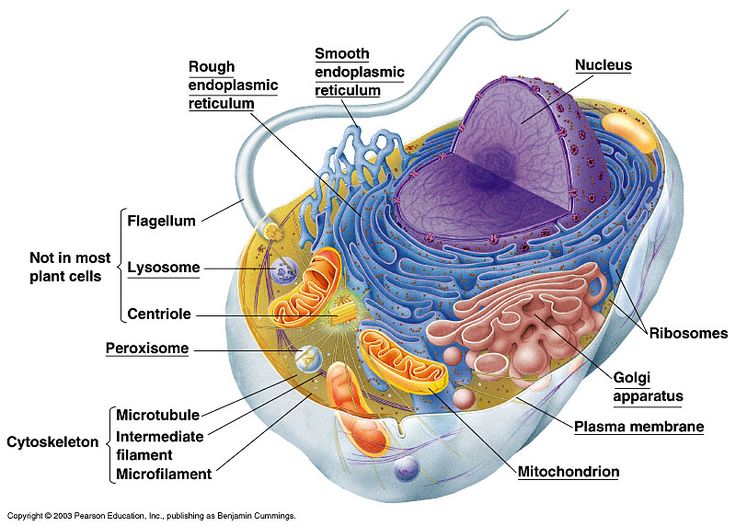 Rough
endoplasmic
reticulum
Smooth
endoplasmic
reticulum
Nucleus
Flagellum
Not in most
plant cells
Lysosome
Centriole
Peroxisome
Ribosomes
Golgi
apparatus
Plasma membrane
Mitochondrion
Cytoskeleton
Microtubule
Intermediate
filament
Microfilament
Copyright © 2003 Pearson Education, Inc., publishing as Benjamin Cummings.